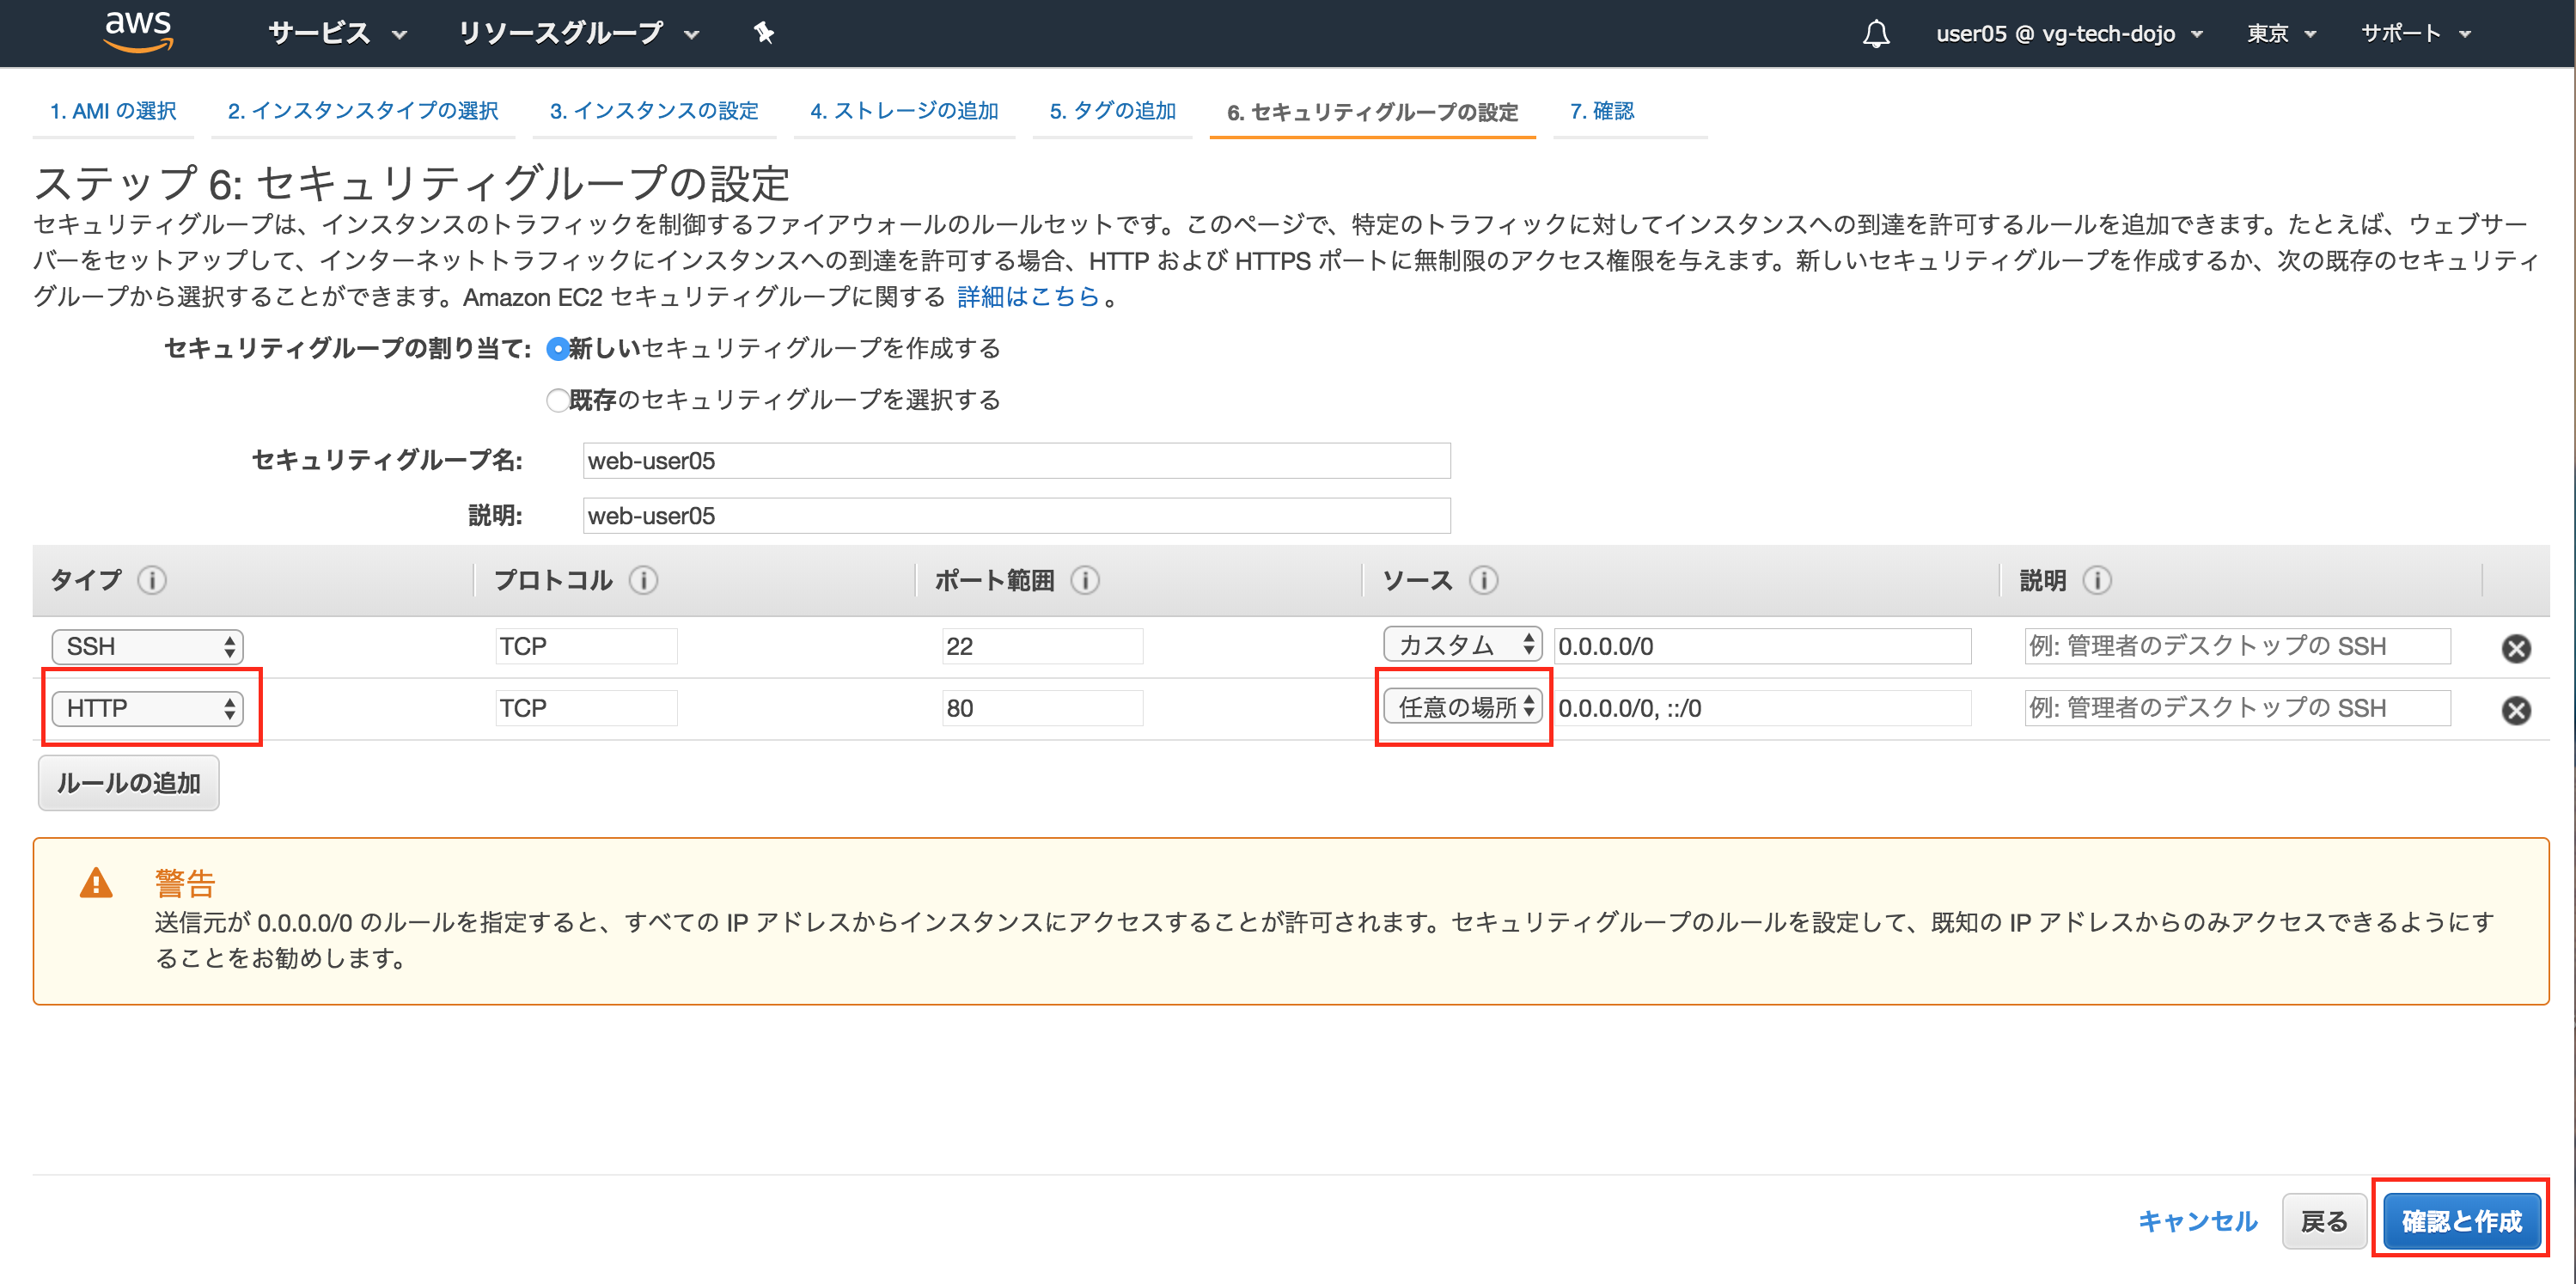 aws サービス リソースグループ user05 @ vg-tech-dojo 東京 サポート
1. AMI の選択 2. インスタンスタイプの選択 3. インスタンスの設定 4. ストレージの追加 5. タグの追加 6. セキュリティグループの設定 7. 確認
ステップ 6: セキュリティグループの設定
セキュリティグループは、インスタンスのトラフィックを制御するファイアウォールのルールセットです。このページで、特定のトラフィックに対してインスタンスへの到達を許可するルールを追加できます。たとえば、ウェブサー
バーをセットアップして、インターネットトラフィックにインスタンスへの到達を許可する場合、HTTP および HTTPS ポートに無制限のアクセス権限を与えます。新しいセキュリティグループを作成するか、次の既存のセキュリティ
グループから選択することができます。Amazon EC2 セキュリティグループに関する 詳細はこちら 。
セキュリティグループの割り当て: 新しいセキュリティグループを作成する
既存のセキュリティグループを選択する
セキュリティグループ名: web-user05
説明: web-user05
タイプ プロトコル ポート範囲 ソース 説明
SSH TCP 22 カスタム 0.0.0.0/0 例: 管理者のデスクトップの SSH
HTTP TCP 80 任意の場所 0.0.0.0/0, ::/0 例: 管理者のデスクトップの SSH
ルールの追加
警告
送信元が 0.0.0.0/0 のルールを指定すると、すべての IP アドレスからインスタンスにアクセスすることが許可されます。セキュリティグループのルールを設定して、既知の IP アドレスからのみアクセスできるようにす
ることをお勧めします。
キャンセル 戻る 確認と作成